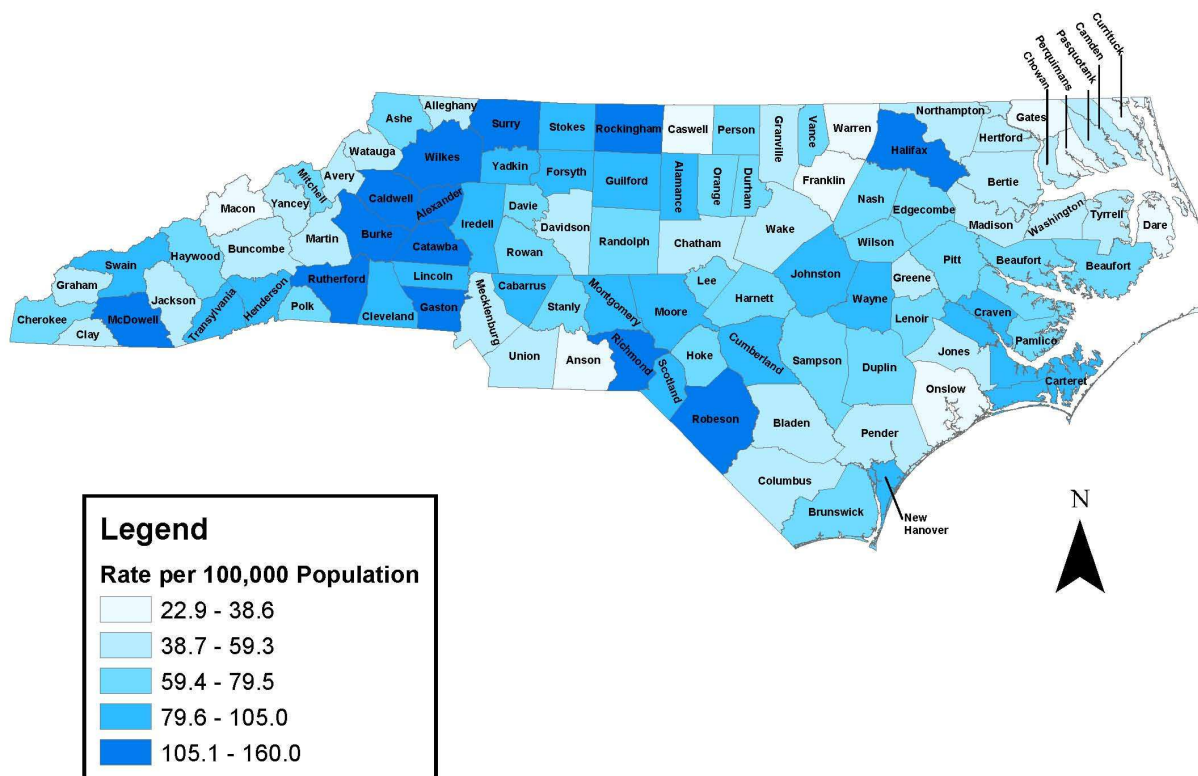 Currituck
Camden
Pasquotank
Perquimans
Chowan
Alleghany
Ashe
Surry
Stokes
Rockingham
Caswell
Person
Granville
Vance
Warren
Northampton
Gates
Hertford
Halifax
Watauga
Wilkes
Yadkin
Forsyth
Guilford
Alamance
Orange
Durham
Franklin
Bertie
Avery
Mitchell
Caldwell
Alexander
Iredell
Davie
Nash
Edgecombe
Macon
Yancey
Madison
Washington
Tyrrell
Dare
Martin
Burke
Catawba
Rowan
Davidson
Randolph
Chatham
Wake
Wilson
Buncombe
Haywood
Swain
Rutherford
Lincoln
Pitt
Beaufort
Beaufort
Johnston
Greene
Wayne
Graham
Jackson
Transylvania
Henderson
Polk
Cleveland
Gaston
Mecklenburg
Cabarrus
Stanly
Montgomery
Moore
Lee
Harnett
Lenoir
Craven
Pamlico
Cherokee
Clay
McDowell
Union
Anson
Richmond
Scotland
Hoke
Cumberland
Sampson
Duplin
Jones
Carteret
Onslow
Robeson
Bladen
Pender
Columbus
Brunswick
New
Hanover
N
Legend
Rate per 100,000 Population
22.9 - 38.6
38.7 - 59.3
59.4 - 79.5
79.6 - 105.0
105.1 - 160.0